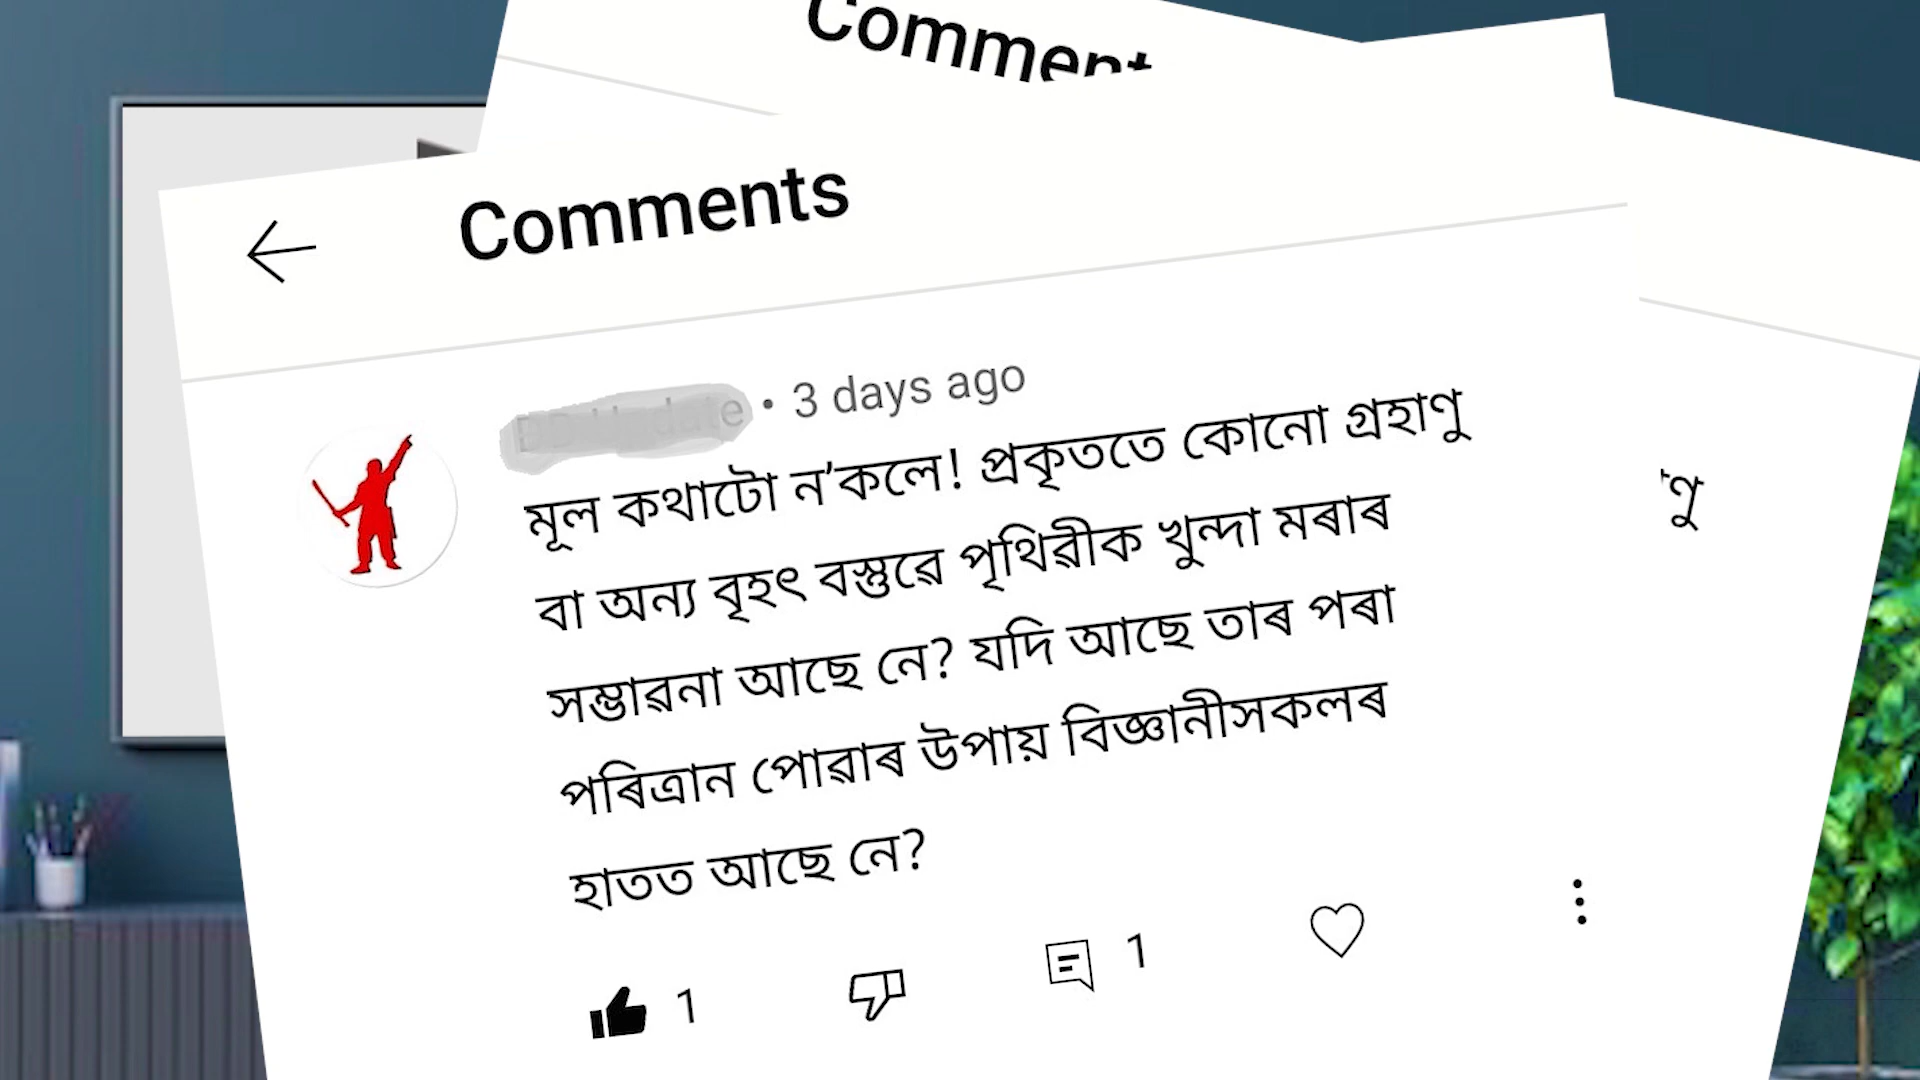 Comment
Comments
• 3 days ago
মূল কথাটো ন'কলে! প্ৰকৃততে কোনো গ্ৰহাণু
বা অন্য বৃহৎ বস্তুৱে পৃথিৱীক খুন্দা মৰাৰ
সম্ভাৱনা আছে নে? যদি আছে তাৰ পৰা
পৰিত্ৰান পোৱাৰ উপায় বিজ্ঞানীসকলৰ
হাতত আছে নে?
1
1